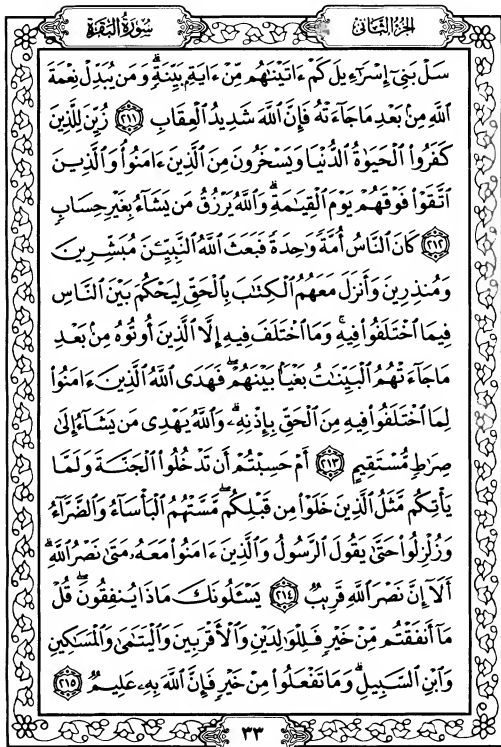 الجزء الثاني
سورة البقرة
سَلْ بَنِىٓ إِسْرَٰٓءِيلَ كَمْ ءَاتَيْنَٰهُم مِّنْ ءَايَةٍۭ بَيِّنَةٍۗ وَمَن يُبَدِّلْ نِعْمَةَ
ٱللَّهِ مِنۢ بَعْدِ مَا جَآءَتْهُ فَإِنَّ ٱللَّهَ شَدِيدُ ٱلْعِقَابِ ٢١١ زُيِّنَ لِلَّذِينَ
كَفَرُوا۟ ٱلْحَيَوٰةُ ٱلدُّنْيَا وَيَسْخَرُونَ مِنَ ٱلَّذِينَ ءَامَنُوا۟ۘ وَٱلَّذِينَ
ٱتَّقَوْا۟ فَوْقَهُمْ يَوْمَ ٱلْقِيَٰمَةِۗ وَٱللَّهُ يَرْزُقُ مَن يَشَآءُ بِغَيْرِ حِسَابٍ
٢١٢ كَانَ ٱلنَّاسُ أُمَّةً وَٰحِدَةً فَبَعَثَ ٱللَّهُ ٱلنَّبِيِّـۧنَ مُبَشِّرِينَ
وَمُنذِرِينَ وَأَنزَلَ مَعَهُمُ ٱلْكِتَٰبَ بِٱلْحَقِّ لِيَحْكُمَ بَيْنَ ٱلنَّاسِ
فِيمَا ٱخْتَلَفُوا۟ فِيهِۚ وَمَا ٱخْتَلَفَ فِيهِ إِلَّا ٱلَّذِينَ أُوتُوهُ مِنۢ بَعْدِ
مَا جَآءَتْهُمُ ٱلْبَيِّنَٰتُ بَغْيًۢا بَيْنَهُمْۖ فَهَدَى ٱللَّهُ ٱلَّذِينَ ءَامَنُوا۟
لِمَا ٱخْتَلَفُوا۟ فِيهِ مِنَ ٱلْحَقِّ بِإِذْنِهِۦۗ وَٱللَّهُ يَهْدِى مَن يَشَآءُ إِلَىٰ
صِرَٰطٍ مُّسْتَقِيمٍ ٢١٣ أَمْ حَسِبْتُمْ أَن تَدْخُلُوا۟ ٱلْجَنَّةَ وَلَمَّا
يَأْتِكُم مَّثَلُ ٱلَّذِينَ خَلَوْا۟ مِن قَبْلِكُمۖ مَّسَّتْهُمُ ٱلْبَأْسَآءُ وَٱلضَّرَّآءُ
وَزُلْزِلُوا۟ حَتَّىٰ يَقُولَ ٱلرَّسُولُ وَٱلَّذِينَ ءَامَنُوا۟ مَعَهُۥ مَتَىٰ نَصْرُ ٱللَّهِۗ
أَلَآ إِنَّ نَصْرَ ٱللَّهِ قَرِيبٌ ٢١٤ يَسْـَٔلُونَكَ مَاذَا يُنفِقُونَۖ قُلْ
مَآ أَنفَقْتُم مِّنْ خَيْرٍ فَلِلْوَٰلِدَيْنِ وَٱلْأَقْرَبِينَ وَٱلْيَتَٰمَىٰ وَٱلْمَسَٰكِينِ
وَٱبْنِ ٱلسَّبِيلِۗ وَمَا تَفْعَلُوا۟ مِنْ خَيْرٍ فَإِنَّ ٱللَّهَ بِهِۦ عَلِيمٌ ٢١٥
٣٣